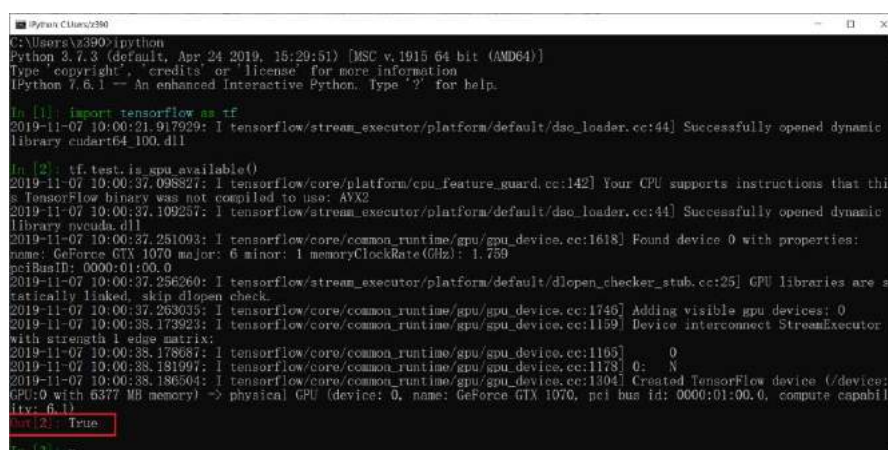 IPython: C:\Users/z390
C:\Users\z390>ipython
Python 3.7.3 (default, Apr 24 2019, 15:29:51) [MSC v.1915 64 bit (AMD64)]
Type 'copyright', 'credits' or 'license' for more information
IPython 7.6.1 -- An enhanced Interactive Python. Type '?' for help.
In [1]: import tensorflow as tf
2019-11-07 10:00:21.917929: I tensorflow/stream_executor/platform/default/dso_loader.cc:44] Successfully opened dynamic
library cudart64_100.dll
In [2]: tf.test.is_gpu_available()
2019-11-07 10:00:37.098827: I tensorflow/core/platform/cpu_feature_guard.cc:142] Your CPU supports instructions that thi
s TensorFlow binary was not compiled to use: AVX2
2019-11-07 10:00:37.109257: I tensorflow/stream_executor/platform/default/dso_loader.cc:44] Successfully opened dynamic
library nvcuda.dll
2019-11-07 10:00:37.251093: I tensorflow/core/common_runtime/gpu/gpu_device.cc:1618] Found device 0 with properties:
name: GeForce GTX 1070 major: 6 minor: 1 memoryClockRate(GHz): 1.759
pciBusID: 0000:01:00.0
2019-11-07 10:00:37.256260: I tensorflow/stream_executor/platform/default/dlopen_checker_stub.cc:25] GPU libraries are s
tatically linked, skip dlopen check.
2019-11-07 10:00:37.263035: I tensorflow/core/common_runtime/gpu/gpu_device.cc:1746] Adding visible gpu devices: 0
2019-11-07 10:00:38.173923: I tensorflow/core/common_runtime/gpu/gpu_device.cc:1159] Device interconnect StreamExecutor
with strength 1 edge matrix:
2019-11-07 10:00:38.178687: I tensorflow/core/common_runtime/gpu/gpu_device.cc:1165]      0
2019-11-07 10:00:38.181997: I tensorflow/core/common_runtime/gpu/gpu_device.cc:1178] 0:   N
2019-11-07 10:00:38.186504: I tensorflow/core/common_runtime/gpu/gpu_device.cc:1304] Created TensorFlow device (/device:
GPU:0 with 6377 MB memory) -> physical GPU (device: 0, name: GeForce GTX 1070, pci bus id: 0000:01:00.0, compute capabil
ity: 6.1)
Out[2]: True